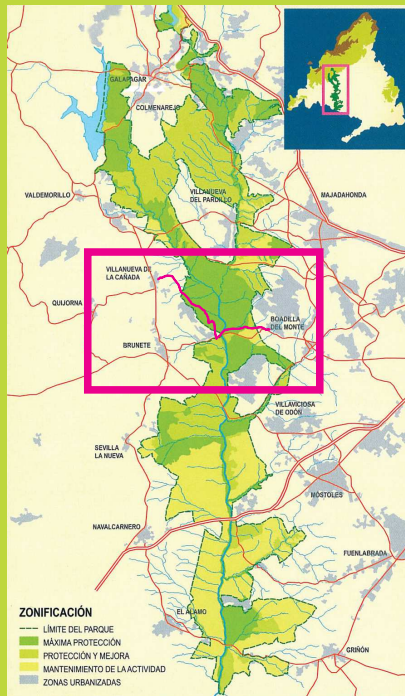 GALAPAGAR
COLMENAREJO
VALDEMORILLO
VILLANUEVA
DEL PARDILLO
MAJADAHONDA
VILLANUEVA DE
LA CAÑADA
QUIJORNA
BOADILLA
DEL MONTE
BRUNETE
VILLAVICIOSA
DE ODÓN
SEVILLA
LA NUEVA
MÓSTOLES
NAVALCARNERO
FUENLABRADA
EL ÁLAMO
GRIÑÓN
ZONIFICACIÓN
LÍMITE DEL PARQUE
MÁXIMA PROTECCIÓN
PROTECCIÓN Y MEJORA
MANTENIMIENTO DE LA ACTIVIDAD
ZONAS URBANIZADAS